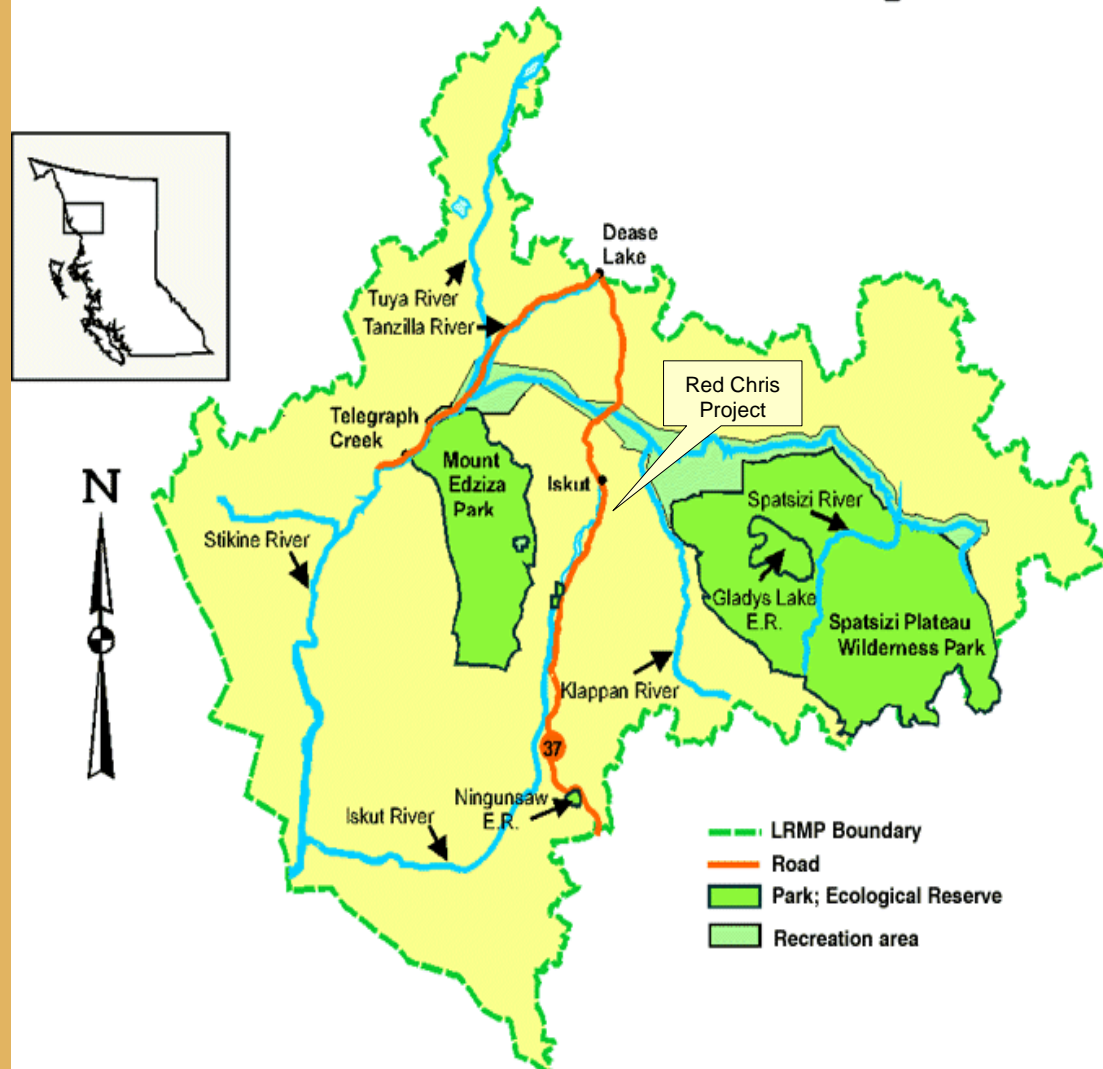 Dease
Lake
Tuya River
Tanzilla River
Red Chris
Project
Telegraph
Creek
Mount
Edziza
Park
Iskut
N
Spatsizi River
Stikine River
Gladys Lake
E.R.
Spatsizi Plateau
Wilderness Park
Klappan River
37
Ningunsaw
E.R.
Iskut River
LRMP Boundary
Road
Park; Ecological Reserve
Recreation area